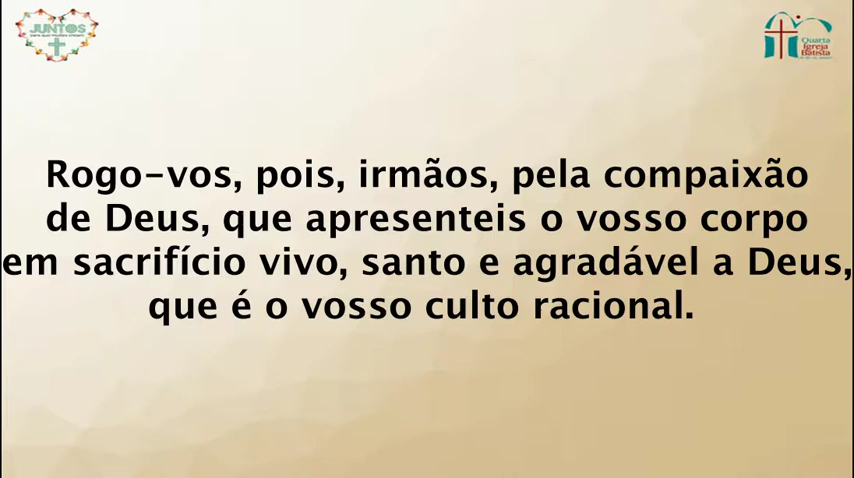 JUNTOS
Quarta
Igreja
Batista
Rogo-vos, pois, irmãos, pela compaixão
de Deus, que apresenteis o vosso corpo
em sacrifício vivo, santo e agradável a Deus,
que é o vosso culto racional.